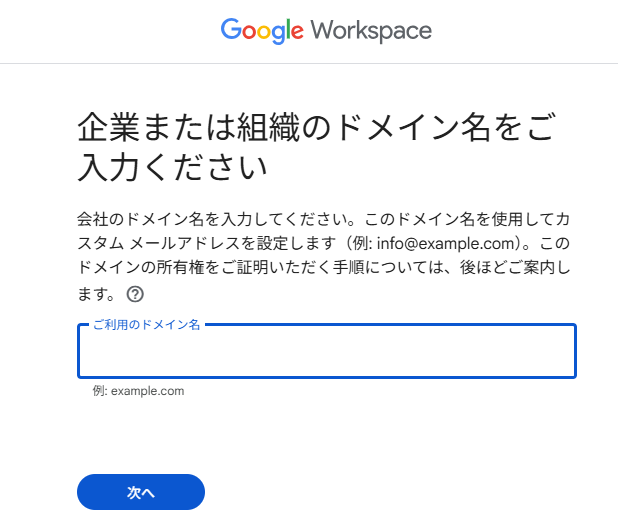 Google Workspace
企業または組織のドメイン名をご
入力ください
会社のドメイン名を入力してください。このドメイン名を使用してカ
スタム メールアドレスを設定します（例: info@example.com）。この
ドメインの所有権をご証明いただく手順については、後ほどご案内し
ます。
ご利用のドメイン名
例: example.com
次へ